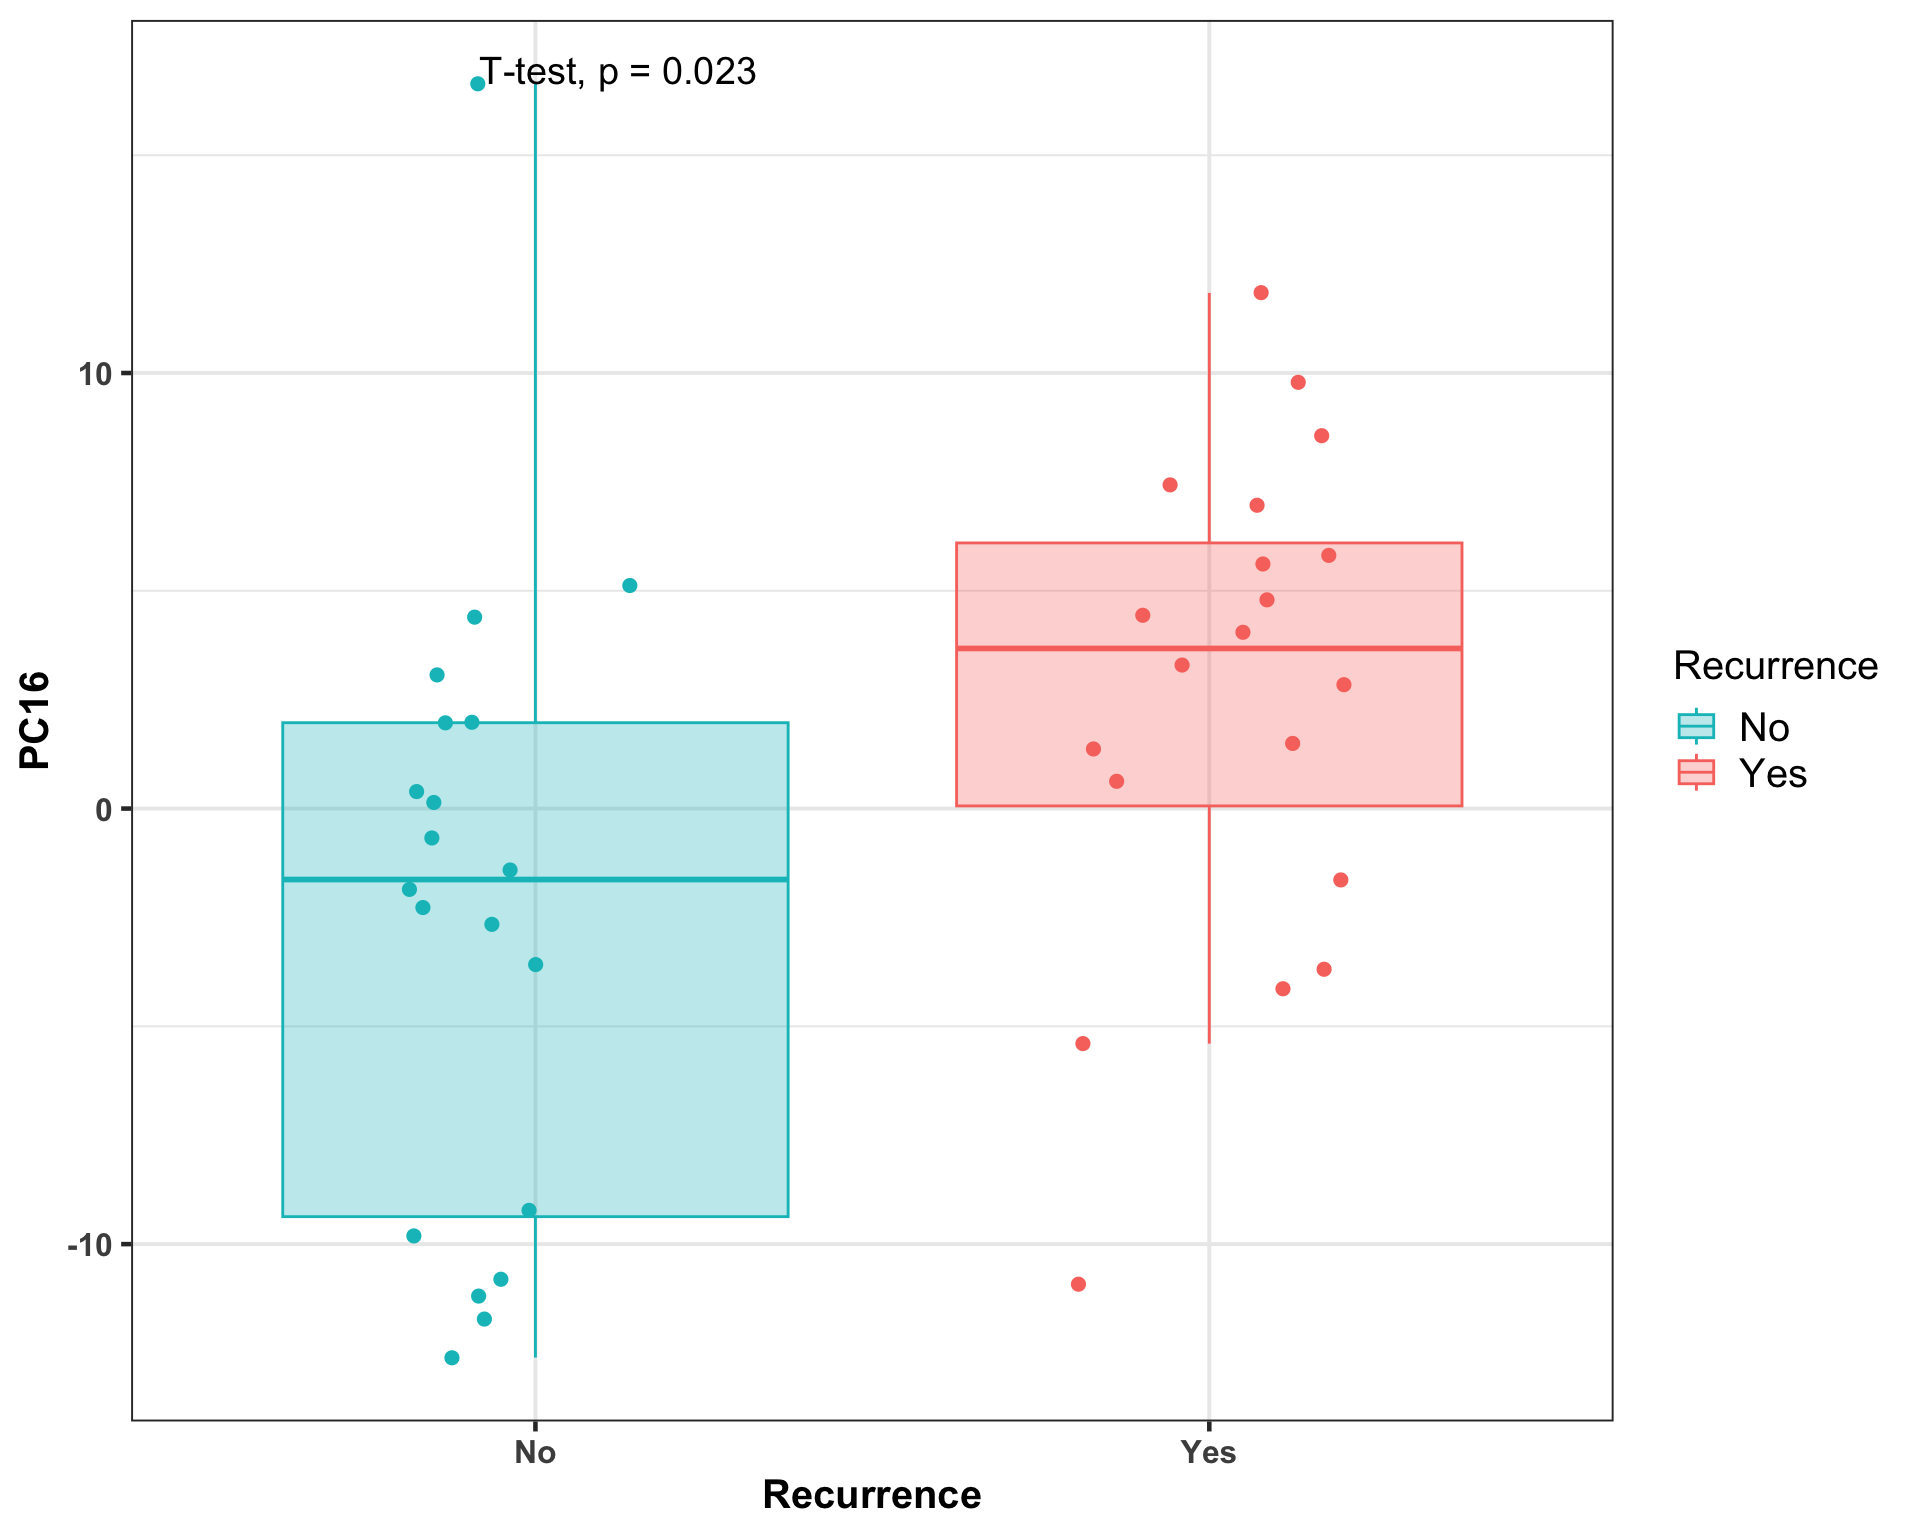 T-test, p = 0.023
10
0
-10
PC16
No
Yes
Recurrence
Recurrence
No
Yes